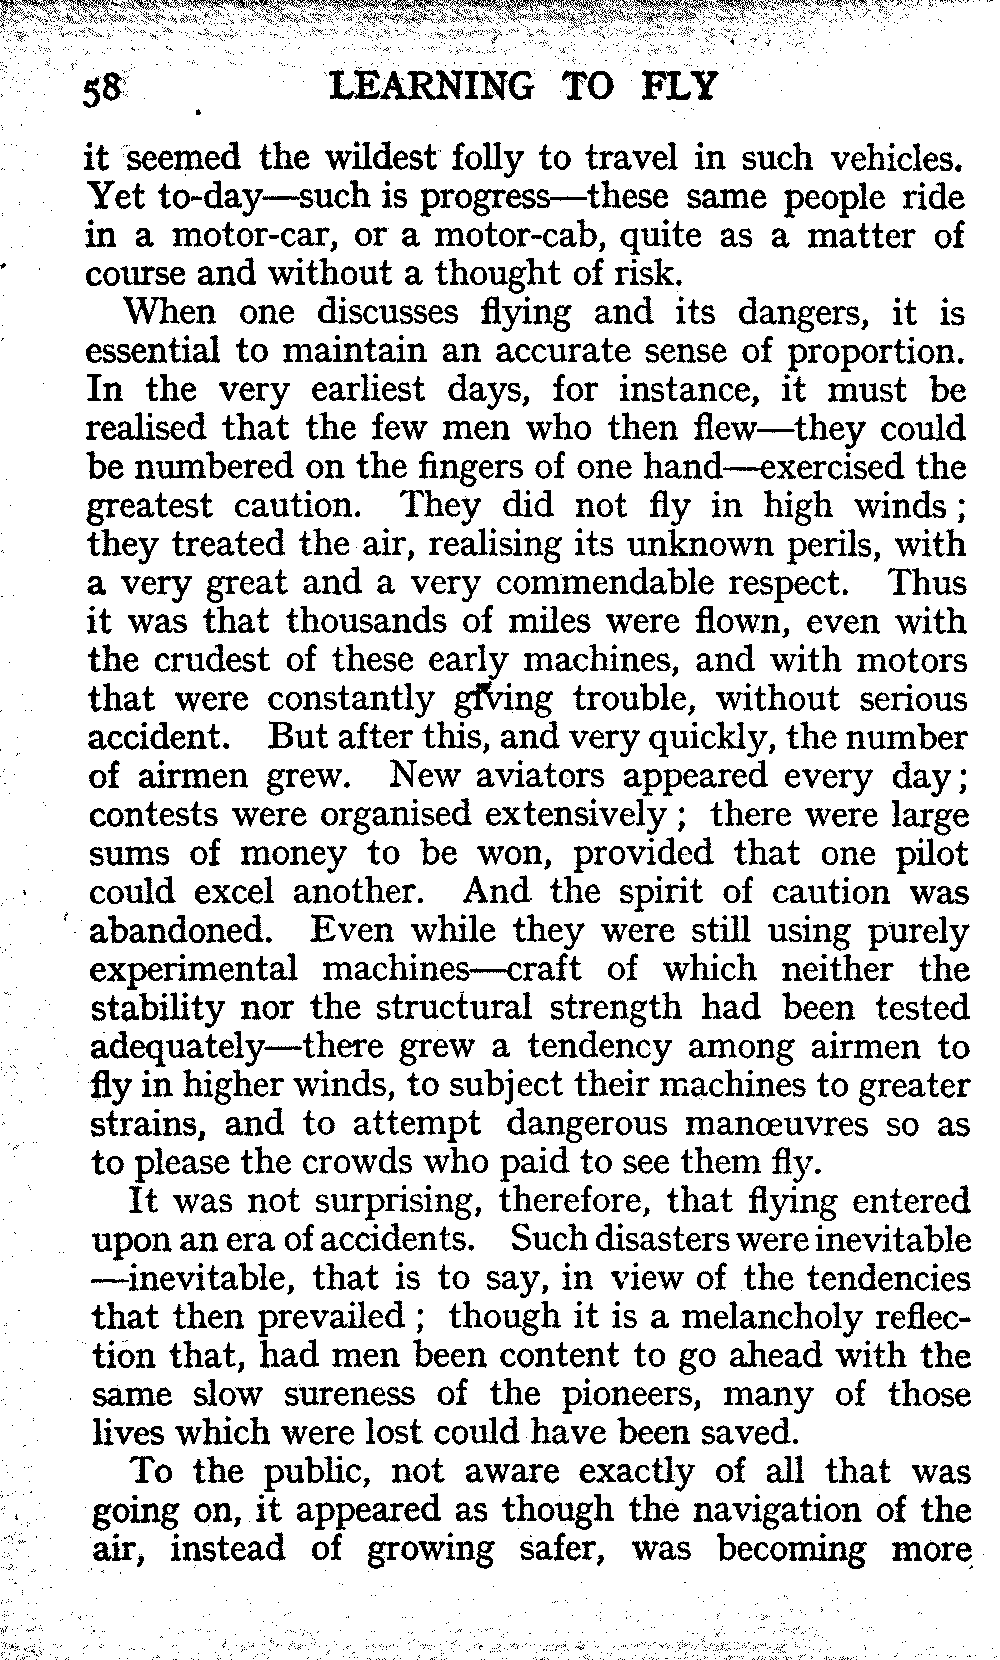 58 LEARNING TO FLY
it seemed the wildest folly to travel in such vehicles.
Yet to-day—such is progress—these same people ride
in a motor-car, or a motor-cab, quite as a matter of
course and without a thought of risk.
When one discusses flying and its dangers, it is
essential to maintain an accurate sense of proportion.
In the very earliest days, for instance, it must be
realised that the few men who then flew—they could
be numbered on the fingers of one hand—exercised the
greatest caution. They did not fly in high winds ;
they treated the air, realising its unknown perils, with
a very great and a very commendable respect. Thus
it was that thousands of miles were flown, even with
the crudest of these early machines, and with motors
that were constantly giving trouble, without serious
accident. But after this, and very quickly, the number
of airmen grew. New aviators appeared every day ;
contests were organised extensively ; there were large
sums of money to be won, provided that one pilot
could excel another. And the spirit of caution was
abandoned. Even while they were still using purely
experimental machines—craft of which neither the
stability nor the structural strength had been tested
adequately—there grew a tendency among airmen to
fly in higher winds, to subject their machines to greater
strains, and to attempt dangerous manœuvres so as
to please the crowds who paid to see them fly.
It was not surprising, therefore, that flying entered
upon an era of accidents. Such disasters were inevitable
—inevitable, that is to say, in view of the tendencies
that then prevailed ; though it is a melancholy reflec-
tion that, had men been content to go ahead with the
same slow sureness of the pioneers, many of those
lives which were lost could have been saved.
To the public, not aware exactly of all that was
going on, it appeared as though the navigation of the
air, instead of growing safer, was becoming more